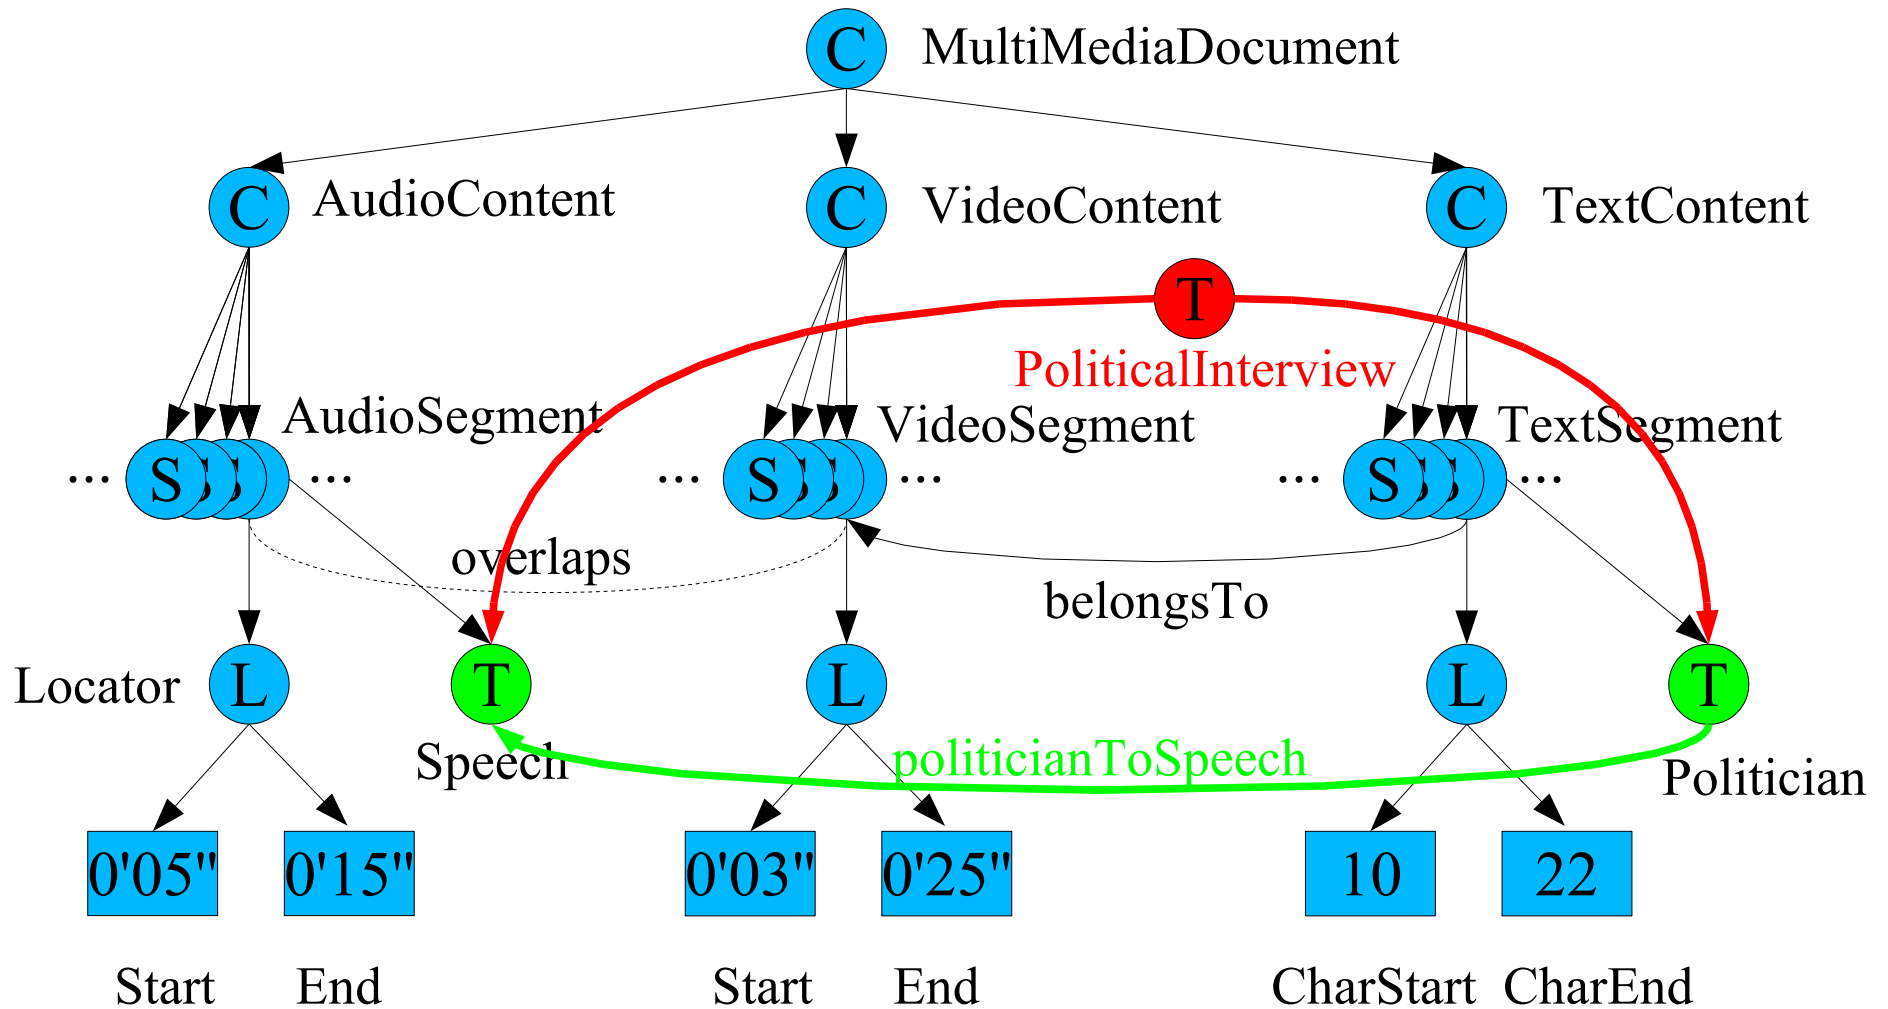 C MultiMediaDocument
C AudioContent
C VideoContent
C TextContent
T
PoliticalInterview
AudioSegment
VideoSegment
TextSegment
... S S S ...
... S S S ...
... S S S ...
overlaps
belongsTo
Locator L
T
L
L
T
Speech
politicianToSpeech
Politician
0'05" 0'15" 0'03" 0'25" 10 22
Start End Start End CharStart CharEnd